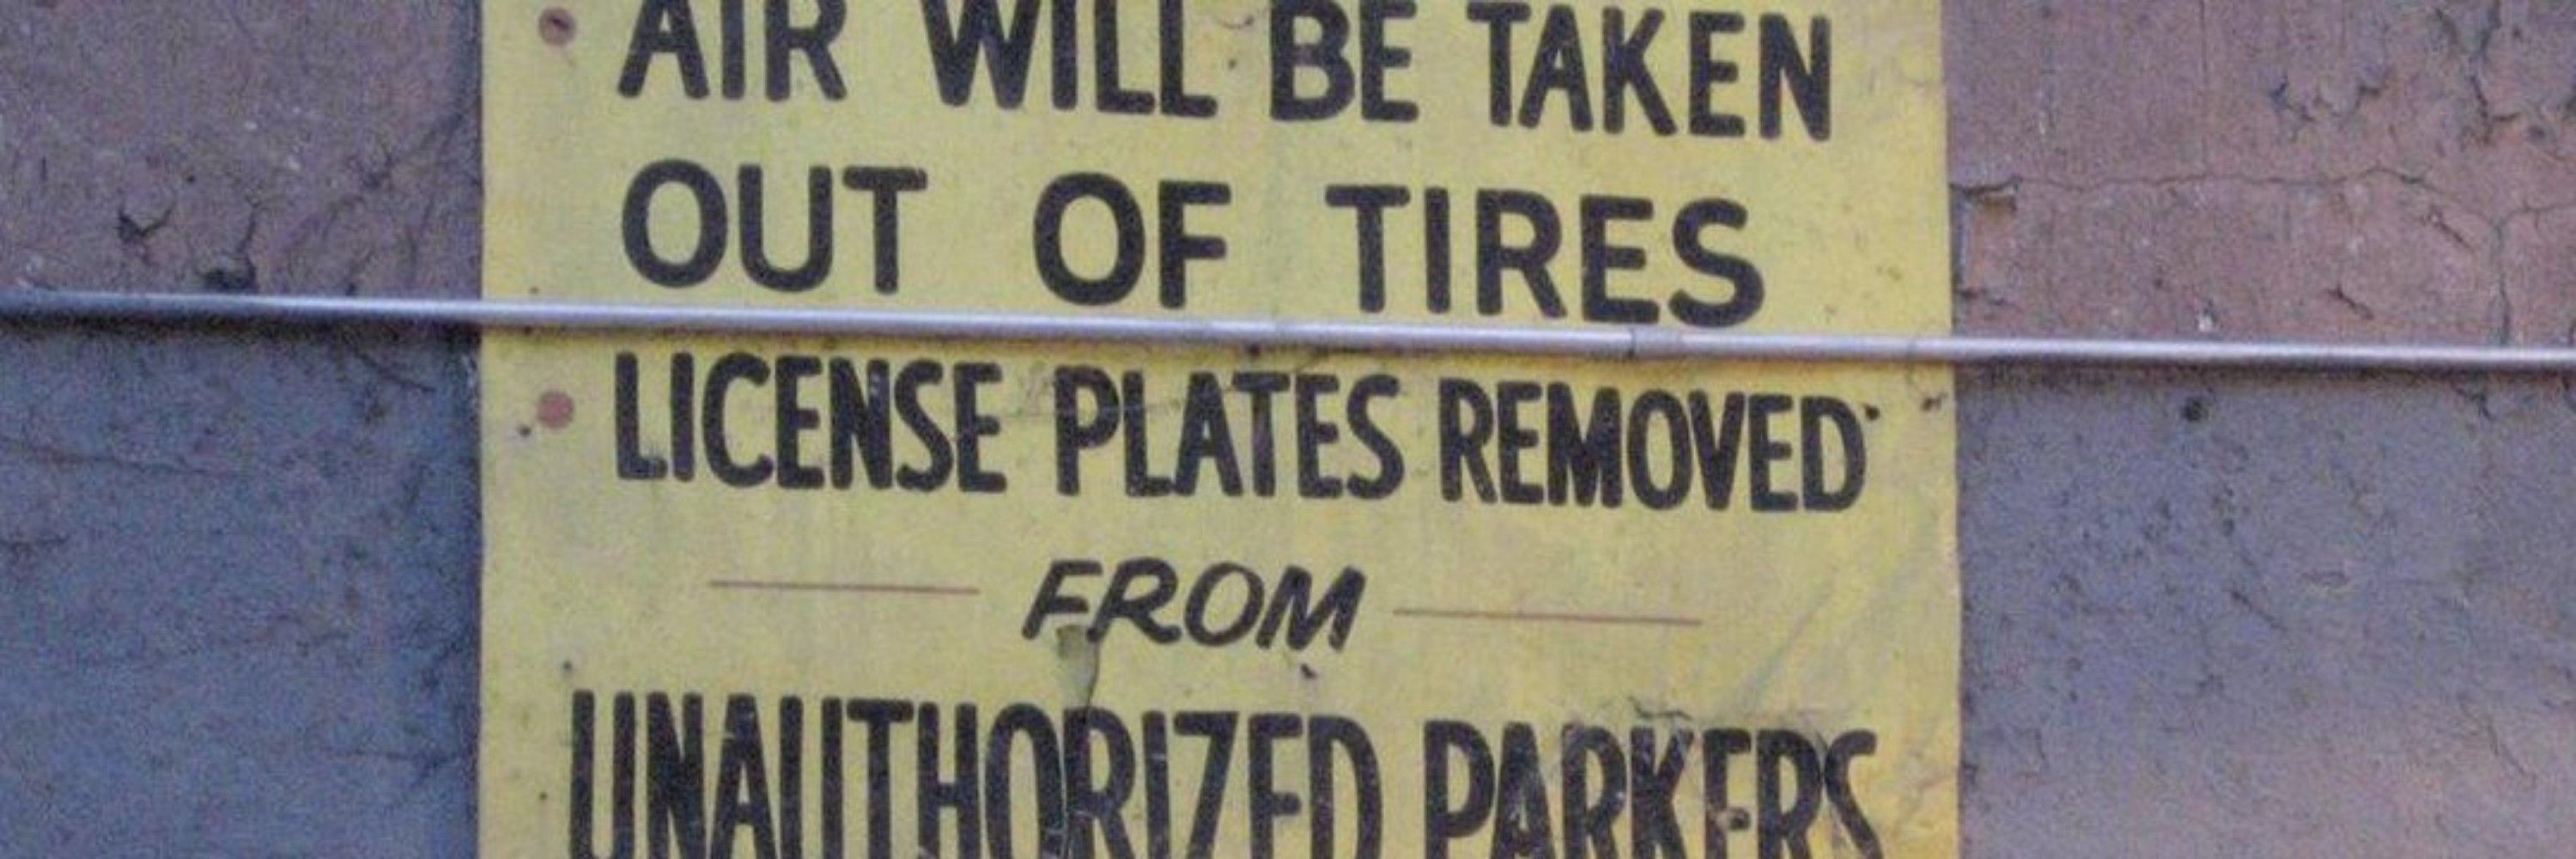 AIR WILL BE TAKEN
OUT OF TIRES
LICENSE PLATES REMOVED
FROM
UNAUTHORIZED PARKERS